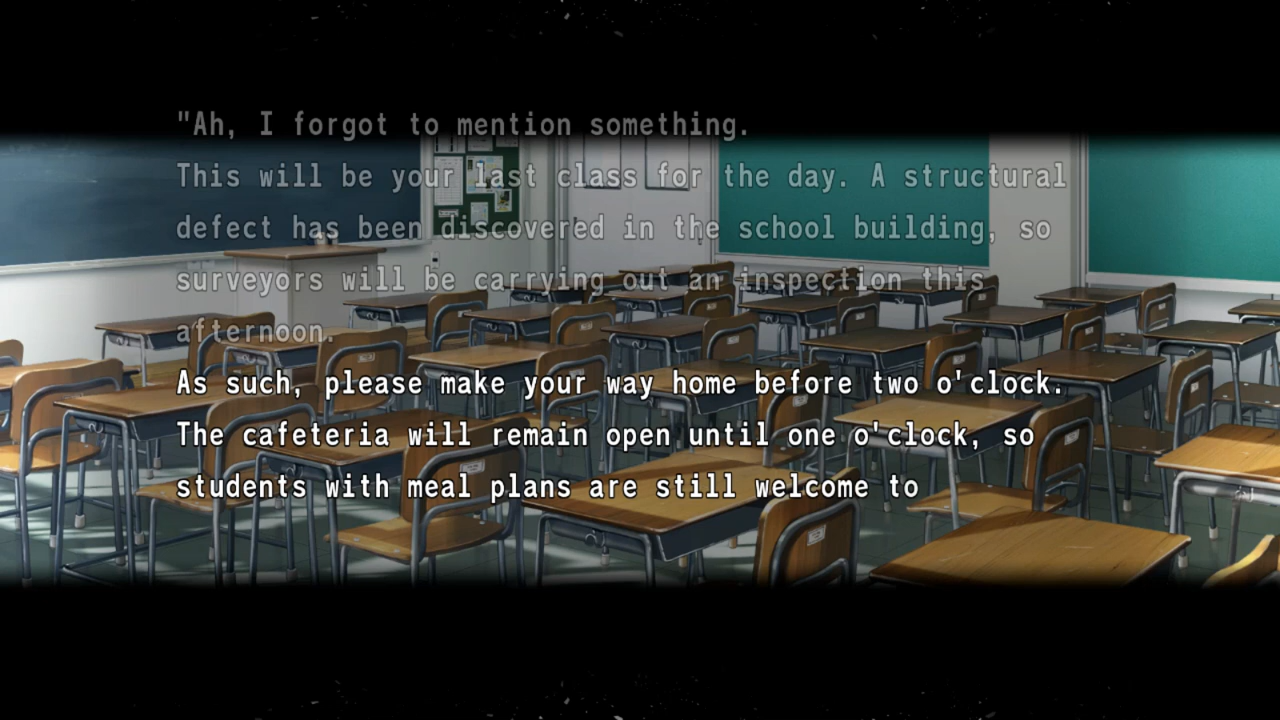 "Ah, I forgot to mention something.
This will be your last class for the day. A structural
defect has been discovered in the school building, so
surveyors will be carrying out an inspection this
afternoon.
As such, please make your way home before two o'clock.
The cafeteria will remain open until one o'clock, so
students with meal plans are still welcome to